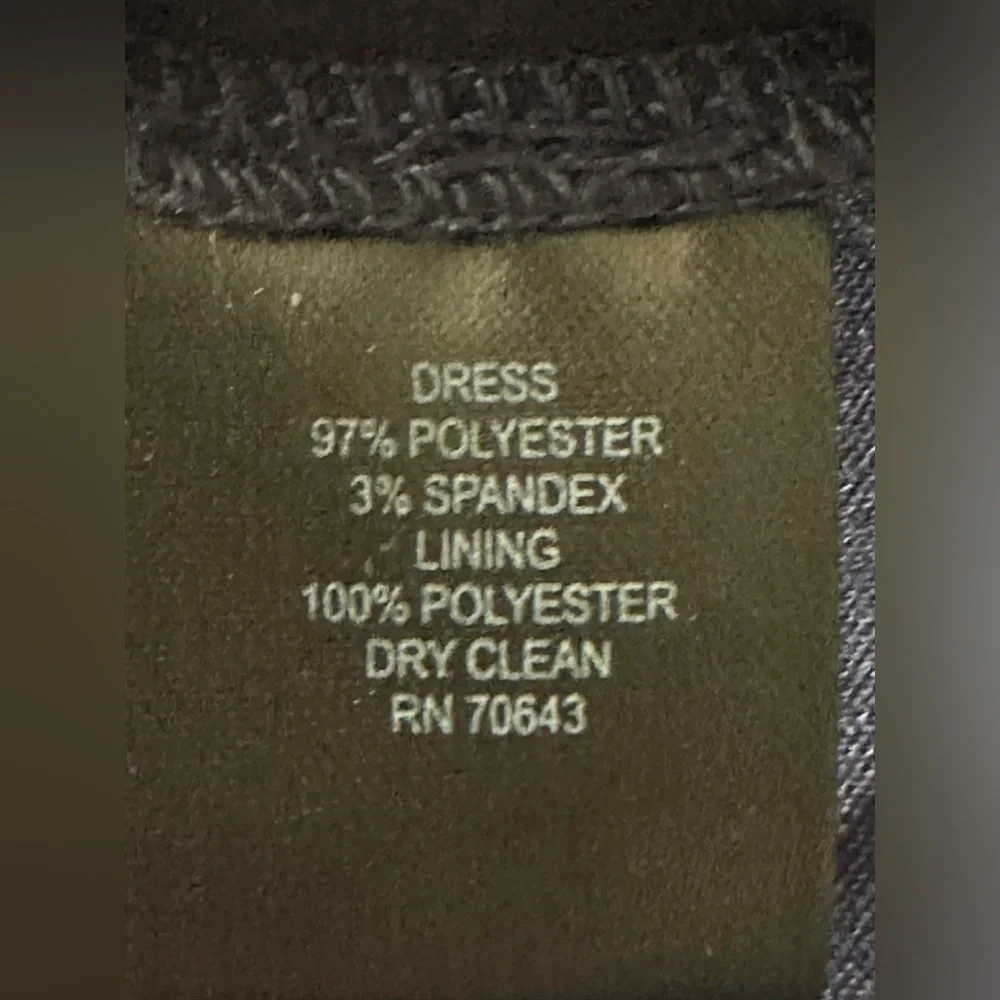 DRESS
97% POLYESTER
3% SPANDEX
LINING
100% POLYESTER
DRY CLEAN
RN 70643